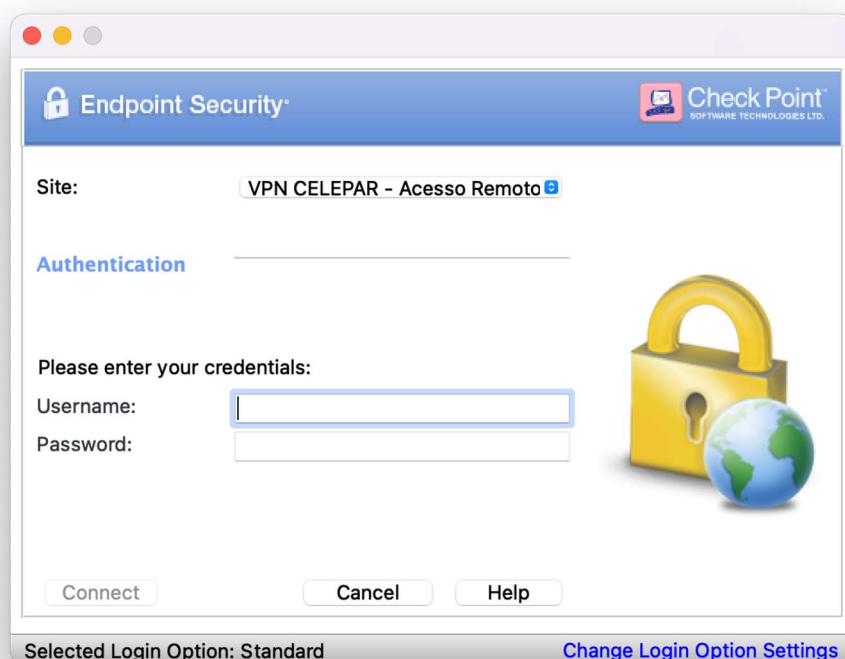 Endpoint Security
Check Point
SOFTWARE TECHNOLOGIES LTD.
Site:
VPN CELEPAR - Acesso Remoto
Authentication
Please enter your credentials:
Username:
Password:
Connect
Cancel
Help
Selected Login Option: Standard
Change Login Option Settings